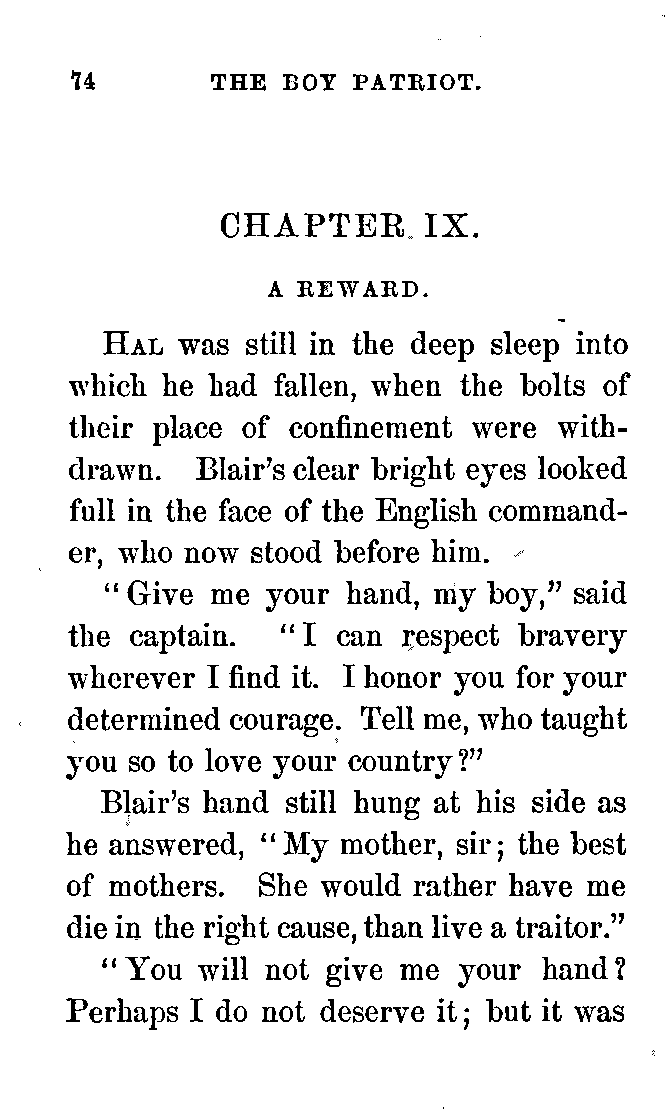 74 THE BOY PATRIOT.
CHAPTER IX.
A REWARD.
HAL was still in the deep sleep into
which he had fallen, when the bolts of
their place of confinement were with-
drawn. Blair's clear bright eyes looked
full in the face of the English command-
er, who now stood before him.
"Give me your hand, my boy," said
the captain. "I can respect bravery
wherever I find it. I honor you for your
determined courage. Tell me, who taught
you so to love your country?"
Blair's hand still hung at his side as
he answered, "My mother, sir; the best
of mothers. She would rather have me
die in the right cause, than live a traitor."
"You will not give me your hand?
Perhaps I do not deserve it; but it was